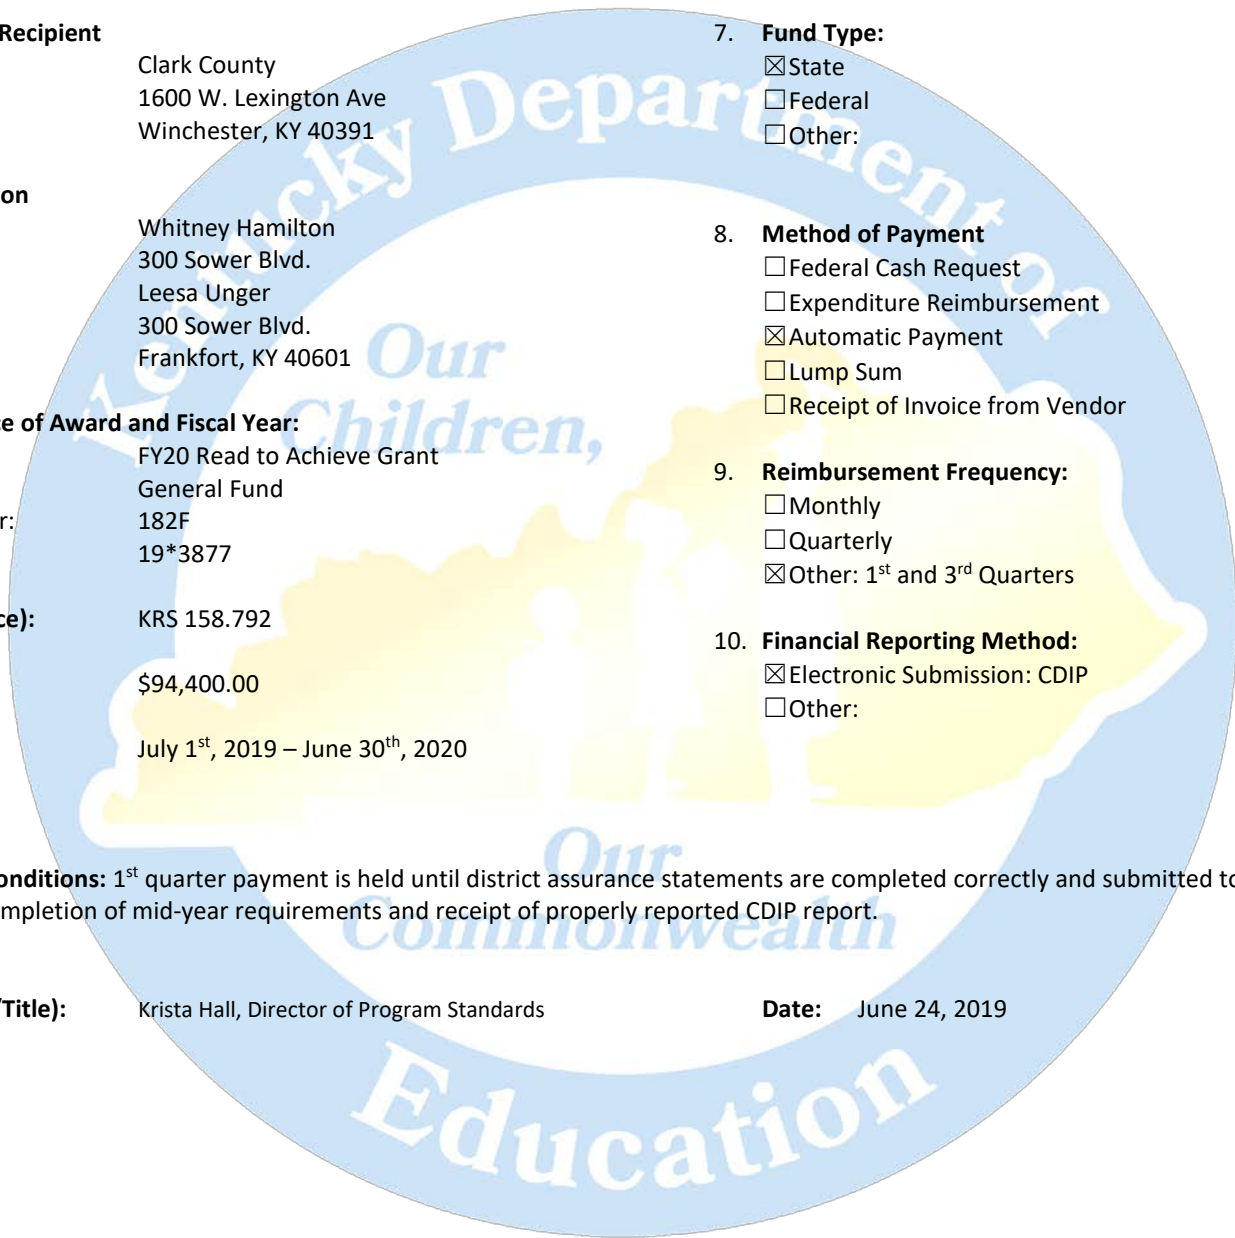 Recipient
Clark County
1600 W. Lexington Ave
Winchester, KY 40391
on
Whitney Hamilton
300 Sower Blvd.
Leesa Unger
300 Sower Blvd.
Frankfort, KY 40601
ce of Award and Fiscal Year:
FY20 Read to Achieve Grant
General Fund
r: 182F
19*3877
ce): KRS 158.792
$94,400.00
July 1st, 2019 – June 30th, 2020
7. Fund Type:
☒State
☐Federal
☐Other:
8. Method of Payment
☐Federal Cash Request
☐Expenditure Reimbursement
☒Automatic Payment
☐Lump Sum
☐Receipt of Invoice from Vendor
9. Reimbursement Frequency:
☐Monthly
☐Quarterly
☒Other: 1st and 3rd Quarters
10. Financial Reporting Method:
☒Electronic Submission: CDIP
☐Other:
onditions: 1st quarter payment is held until district assurance statements are completed correctly and submitted to
mpletion of mid-year requirements and receipt of properly reported CDIP report.
/Title): Krista Hall, Director of Program Standards Date: June 24, 2019
Kentucky Department of
Education
Our
Children,
Our
Commonwealth